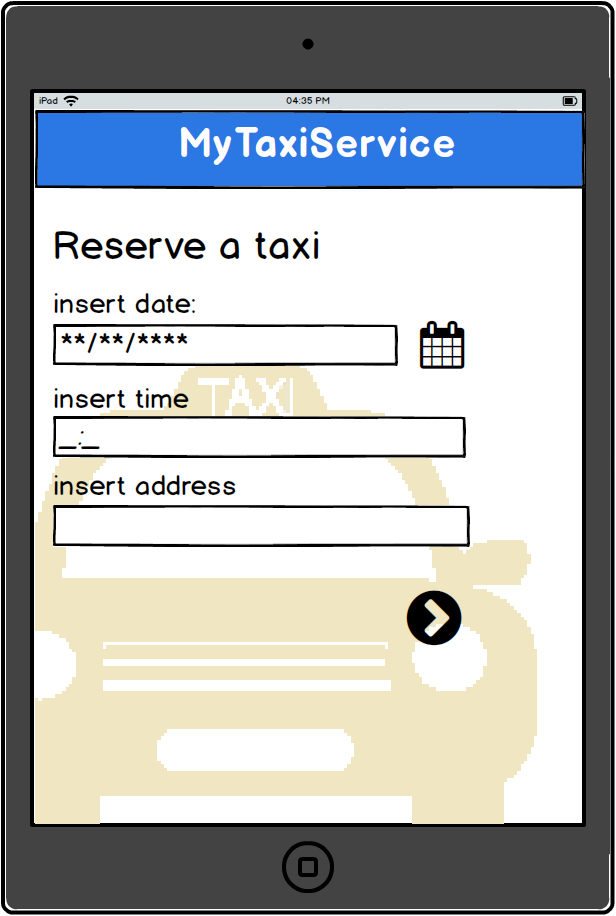 iPad 04:35 PM
MyTaxiService
Reserve a taxi
insert date:
**/**/****
TAXI
insert time
_:_
insert address